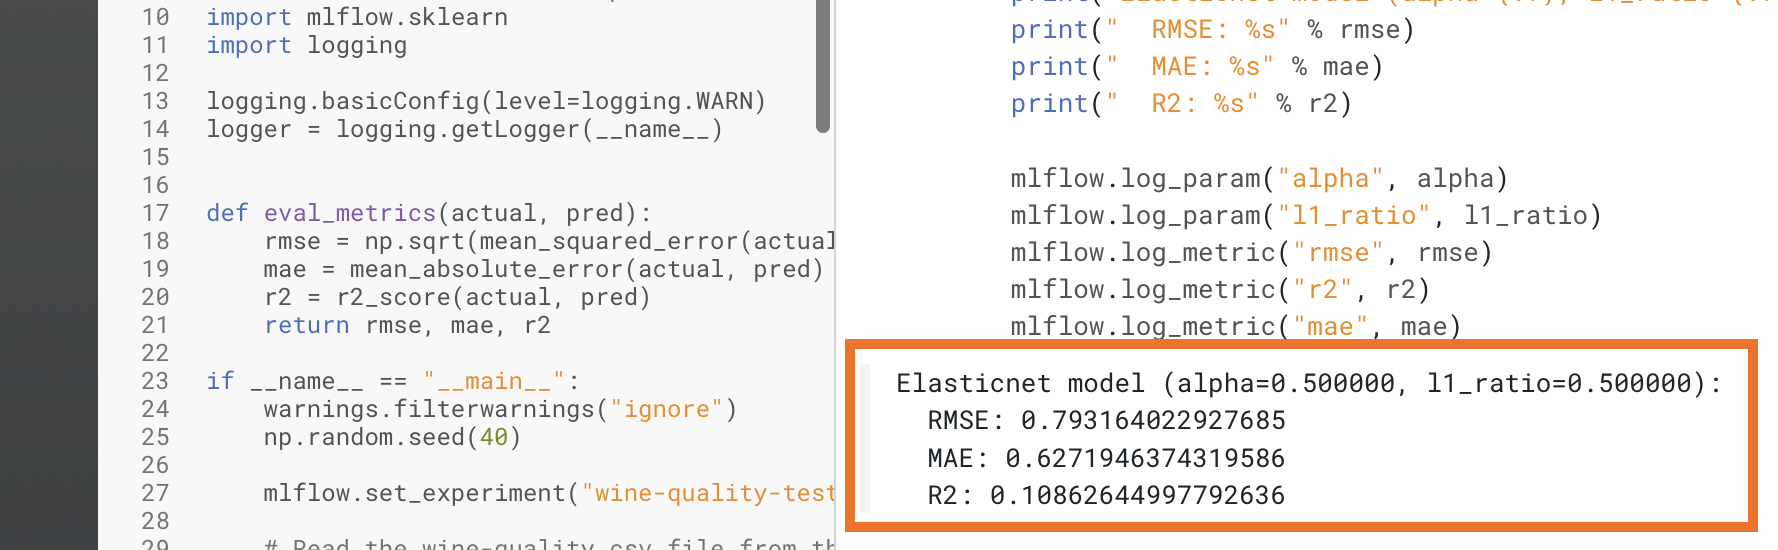 10 import mlflow.sklearn
11 import logging
12
13 logging.basicConfig(level=logging.WARN)
14 logger = logging.getLogger(__name__)
15
16
17 def eval_metrics(actual, pred):
18 rmse = np.sqrt(mean_squared_error(actual
19 mae = mean_absolute_error(actual, pred)
20 r2 = r2_score(actual, pred)
21 return rmse, mae, r2
22
23 if __name__ == "__main__":
24 warnings.filterwarnings("ignore")
25 np.random.seed(40)
26
27 mlflow.set_experiment("wine-quality-test
28
29 # Read the wine-quality csv file from th
print("  RMSE: %s" % rmse)
print("  MAE: %s" % mae)
print("  R2: %s" % r2)
mlflow.log_param("alpha", alpha)
mlflow.log_param("l1_ratio", l1_ratio)
mlflow.log_metric("rmse", rmse)
mlflow.log_metric("r2", r2)
mlflow.log_metric("mae", mae)
Elasticnet model (alpha=0.500000, l1_ratio=0.500000):
RMSE: 0.793164022927685
MAE: 0.6271946374319586
R2: 0.10862644997792636